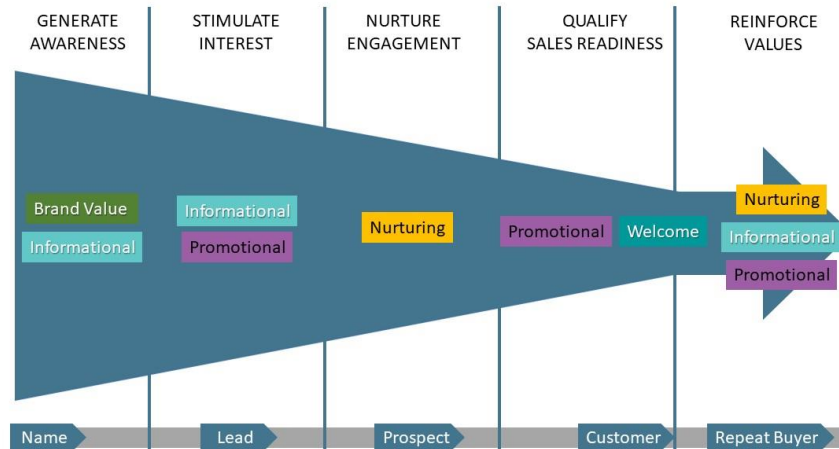 GENERATE
AWARENESS
STIMULATE
INTEREST
NURTURE
ENGAGEMENT
QUALIFY
SALES READINESS
REINFORCE
VALUES
Brand Value
Informational
Informational
Promotional
Nurturing
Promotional
Welcome
Nurturing
Informational
Promotional
Name
Lead
Prospect
Customer
Repeat Buyer